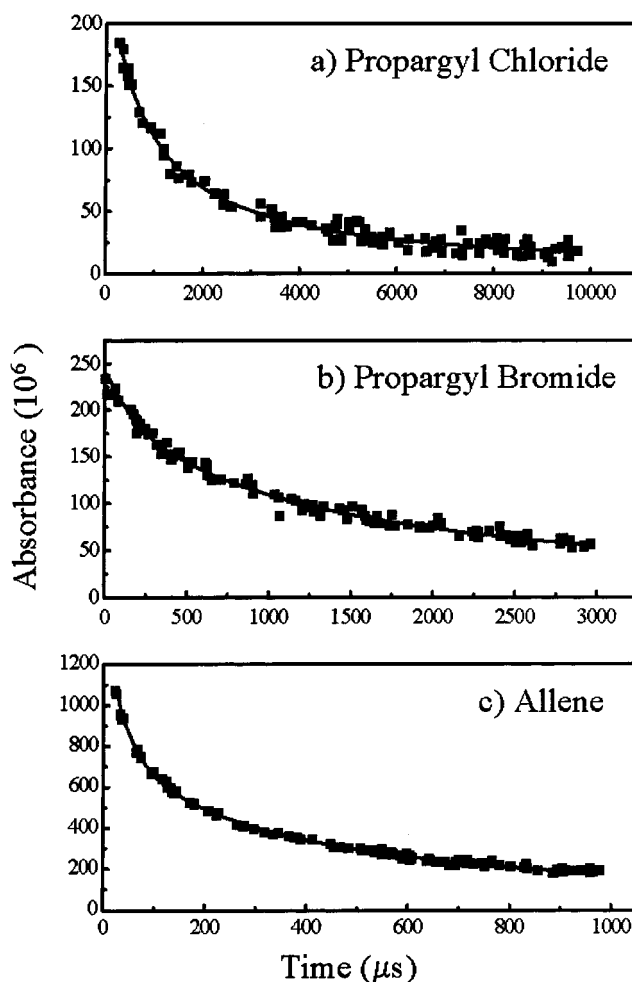 200
150
100
50
0
a) Propargyl Chloride
0 2000 4000 6000 8000 10000
Absorbance (10⁶)
250
200
150
100
50
0
b) Propargyl Bromide
0 500 1000 1500 2000 2500 3000
1200
1000
800
600
400
200
0
c) Allene
0 200 400 600 800 1000
Time (μs)